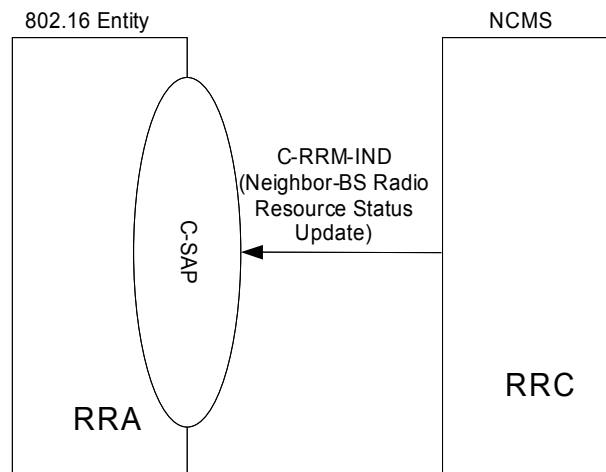 802.16 Entity
NCMS
C-RRM-IND
(Neighbor-BS Radio
Resource Status
Update)
C-SAP
RRC
RRA